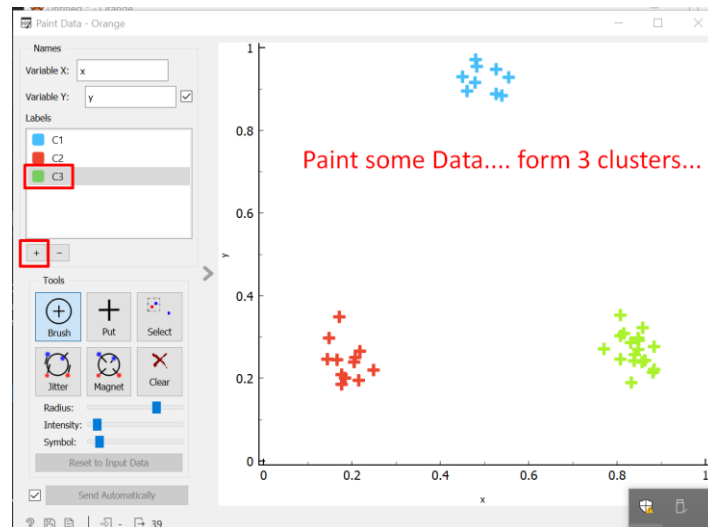 Paint Data - Orange
Names
Variable X: x
Variable Y: y
Labels
C1
C2
C3
+ -
Tools
Brush Put Select
Jitter Magnet Clear
Radius:
Intensity:
Symbol:
Reset to Input Data
Send Automatically
? - 39
1
0.8
0.6
0.4
0.2
0
y
Paint some Data.... form 3 clusters...
0 0.2 0.4 0.6 0.8 1
x